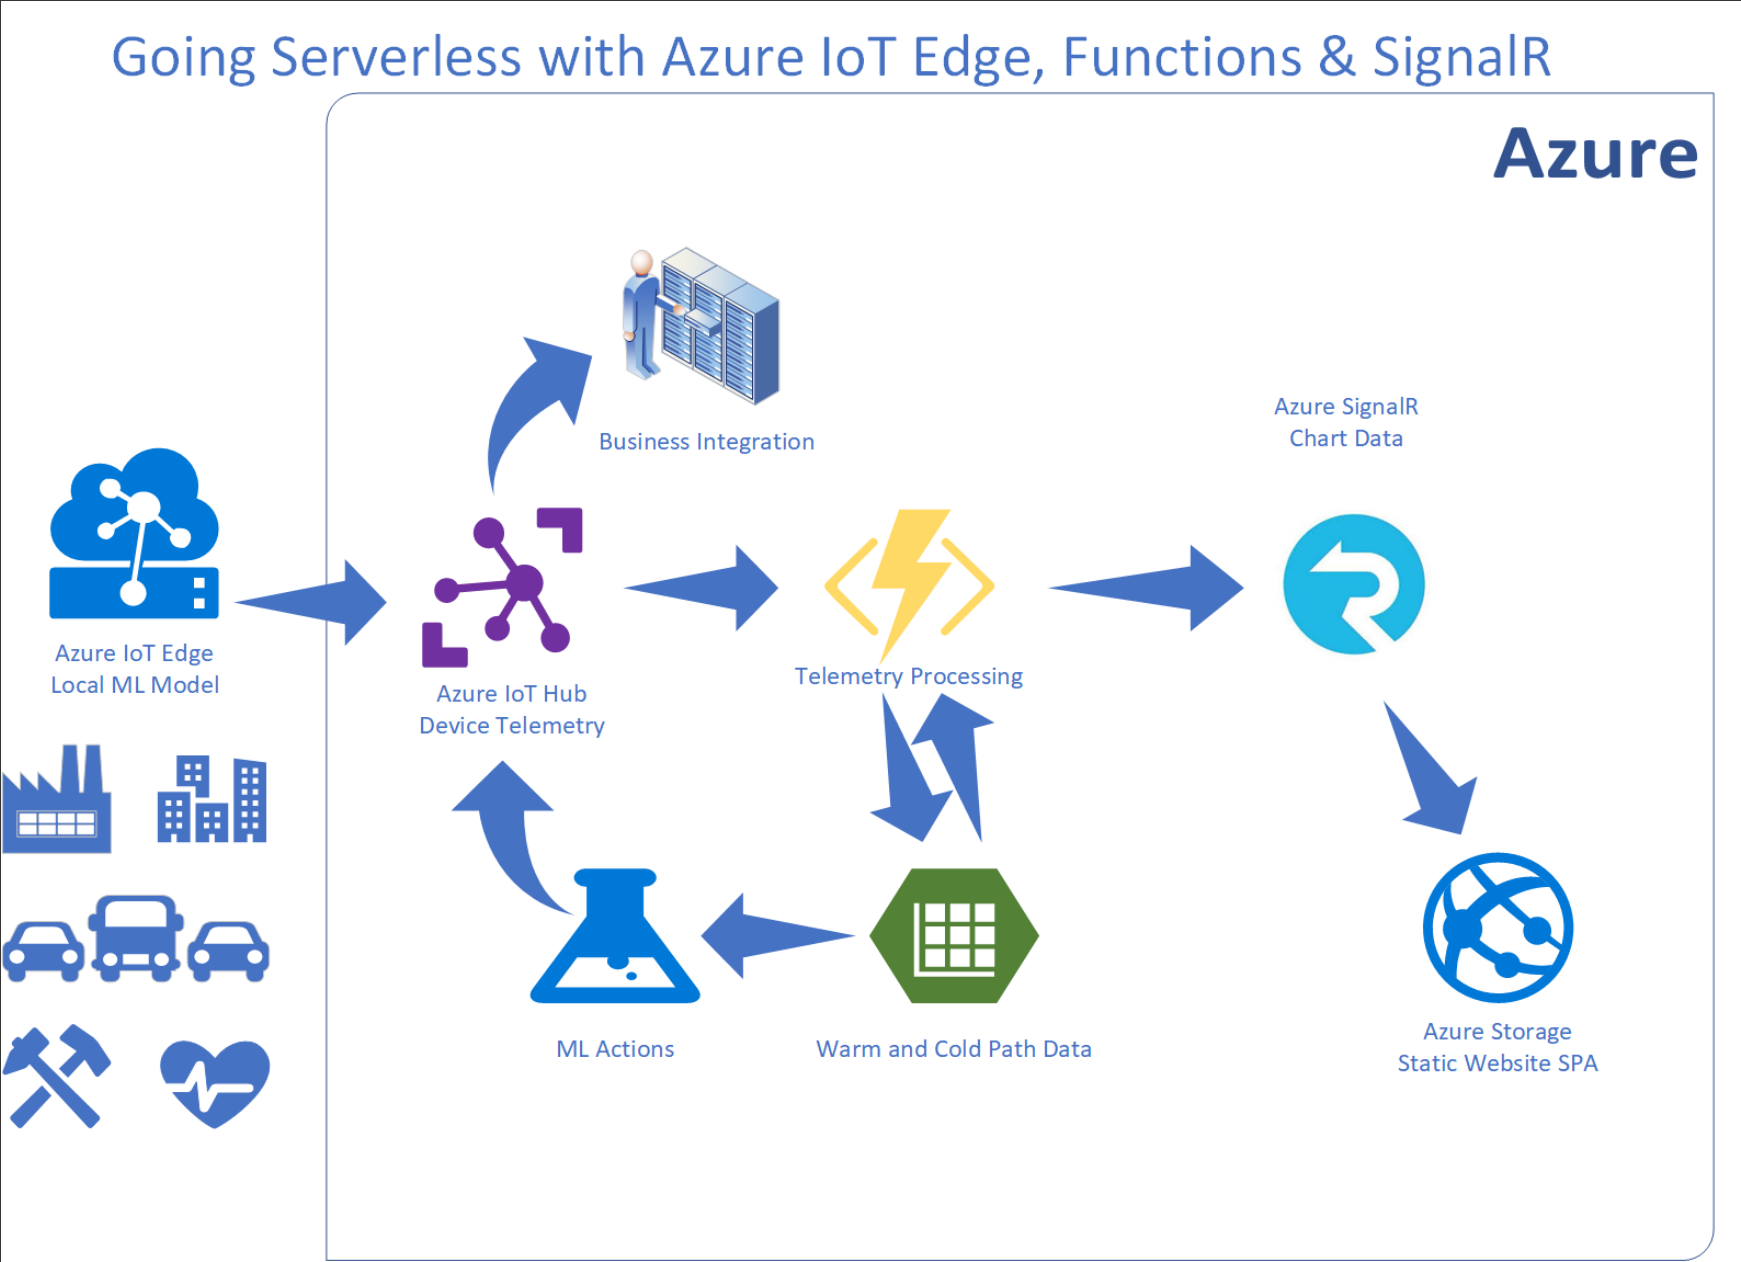 Going Serverless with Azure IoT Edge, Functions & SignalR
Azure
Business Integration
Azure SignalR
Chart Data
Azure IoT Edge
Local ML Model
Azure IoT Hub
Device Telemetry
Telemetry Processing
ML Actions
Warm and Cold Path Data
Azure Storage
Static Website SPA